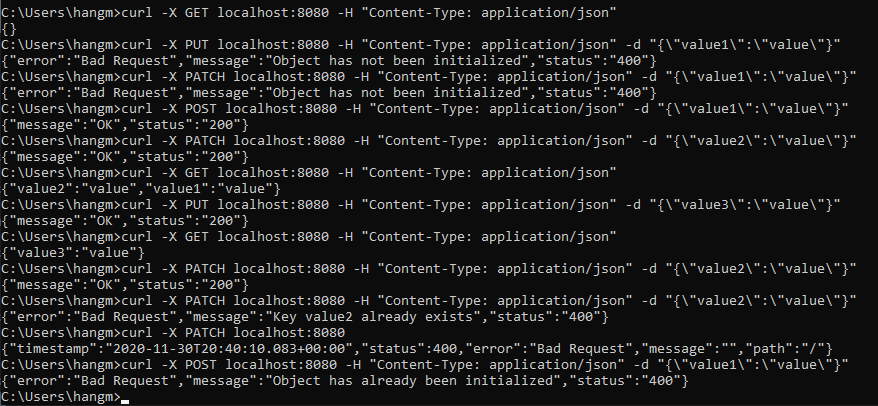 C:\Users\hangm>curl -X GET localhost:8080 -H "Content-Type: application/json"
{}
C:\Users\hangm>curl -X PUT localhost:8080 -H "Content-Type: application/json" -d "{\"value1\":\"value\"}"
{"error":"Bad Request","message":"Object has not been initialized","status":"400"}
C:\Users\hangm>curl -X PATCH localhost:8080 -H "Content-Type: application/json" -d "{\"value1\":\"value\"}"
{"error":"Bad Request","message":"Object has not been initialized","status":"400"}
C:\Users\hangm>curl -X POST localhost:8080 -H "Content-Type: application/json" -d "{\"value1\":\"value\"}"
{"message":"OK","status":"200"}
C:\Users\hangm>curl -X PATCH localhost:8080 -H "Content-Type: application/json" -d "{\"value2\":\"value\"}"
{"message":"OK","status":"200"}
C:\Users\hangm>curl -X GET localhost:8080 -H "Content-Type: application/json"
{"value2":"value","value1":"value"}
C:\Users\hangm>curl -X PUT localhost:8080 -H "Content-Type: application/json" -d "{\"value3\":\"value\"}"
{"message":"OK","status":"200"}
C:\Users\hangm>curl -X GET localhost:8080 -H "Content-Type: application/json"
{"value3":"value"}
C:\Users\hangm>curl -X PATCH localhost:8080 -H "Content-Type: application/json" -d "{\"value2\":\"value\"}"
{"message":"OK","status":"200"}
C:\Users\hangm>curl -X PATCH localhost:8080 -H "Content-Type: application/json" -d "{\"value2\":\"value\"}"
{"error":"Bad Request","message":"Key value2 already exists","status":"400"}
C:\Users\hangm>curl -X PATCH localhost:8080
{"timestamp":"2020-11-30T20:40:10.083+00:00","status":400,"error":"Bad Request","message":"","path":"/"}
C:\Users\hangm>curl -X POST localhost:8080 -H "Content-Type: application/json" -d "{\"value1\":\"value\"}"
{"error":"Bad Request","message":"Object has already been initialized","status":"400"}
C:\Users\hangm>